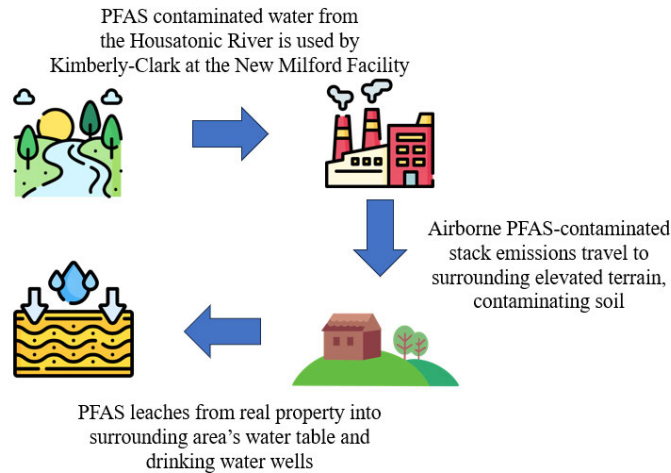 PFAS contaminated water from
the Housatonic River is used by
Kimberly-Clark at the New Milford Facility
Airborne PFAS-contaminated
stack emissions travel to
surrounding elevated terrain,
contaminating soil
PFAS leaches from real property into
surrounding area's water table and
drinking water wells